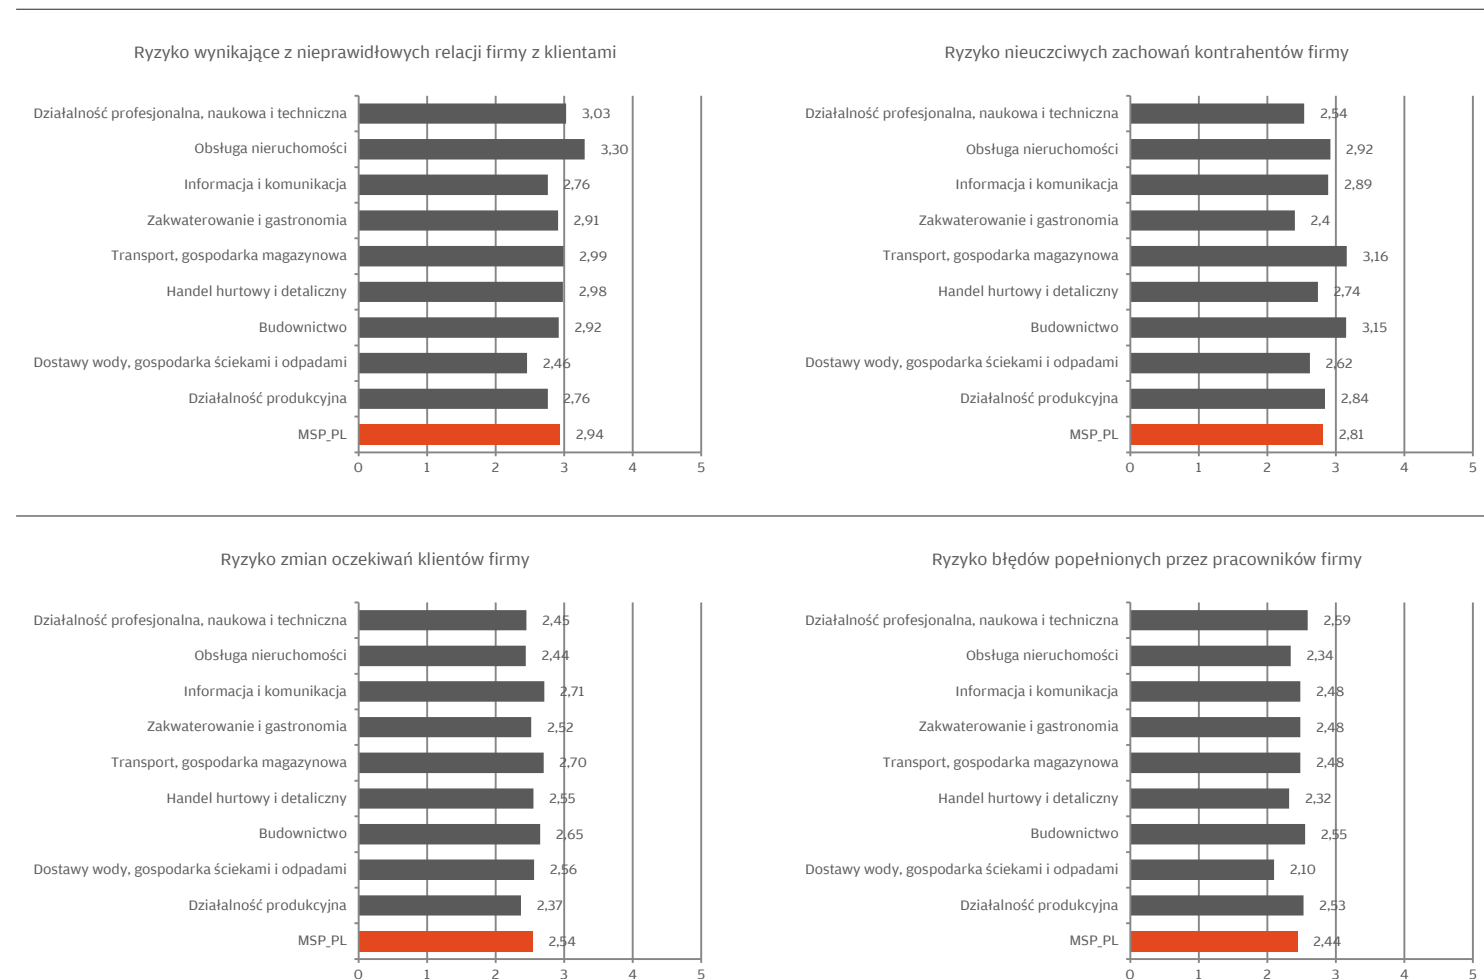 Ryzyko wynikające z nieprawidłowych relacji firmy z klientami
Działalność profesjonalna, naukowa i techniczna 3,03
Obsługa nieruchomości 3,30
Informacja i komunikacja 2,76
Zakwaterowanie i gastronomia 2,91
Transport, gospodarka magazynowa 2,99
Handel hurtowy i detaliczny 2,98
Budownictwo 2,92
Dostawy wody, gospodarka ściekami i odpadami 2,46
Działalność produkcyjna 2,76
MSP_PL 2,94
0 1 2 3 4 5
Ryzyko nieuczciwych zachowań kontrahentów firmy
Działalność profesjonalna, naukowa i techniczna 2,54
Obsługa nieruchomości 2,92
Informacja i komunikacja 2,89
Zakwaterowanie i gastronomia 2,4
Transport, gospodarka magazynowa 3,16
Handel hurtowy i detaliczny 2,74
Budownictwo 3,15
Dostawy wody, gospodarka ściekami i odpadami 2,62
Działalność produkcyjna 2,84
MSP_PL 2,81
0 1 2 3 4 5
Ryzyko zmian oczekiwań klientów firmy
Działalność profesjonalna, naukowa i techniczna 2,45
Obsługa nieruchomości 2,44
Informacja i komunikacja 2,71
Zakwaterowanie i gastronomia 2,52
Transport, gospodarka magazynowa 2,70
Handel hurtowy i detaliczny 2,55
Budownictwo 2,65
Dostawy wody, gospodarka ściekami i odpadami 2,56
Działalność produkcyjna 2,37
MSP_PL 2,54
0 1 2 3 4 5
Ryzyko błędów popełnionych przez pracowników firmy
Działalność profesjonalna, naukowa i techniczna 2,59
Obsługa nieruchomości 2,34
Informacja i komunikacja 2,48
Zakwaterowanie i gastronomia 2,48
Transport, gospodarka magazynowa 2,48
Handel hurtowy i detaliczny 2,32
Budownictwo 2,55
Dostawy wody, gospodarka ściekami i odpadami 2,10
Działalność produkcyjna 2,53
MSP_PL 2,44
0 1 2 3 4 5